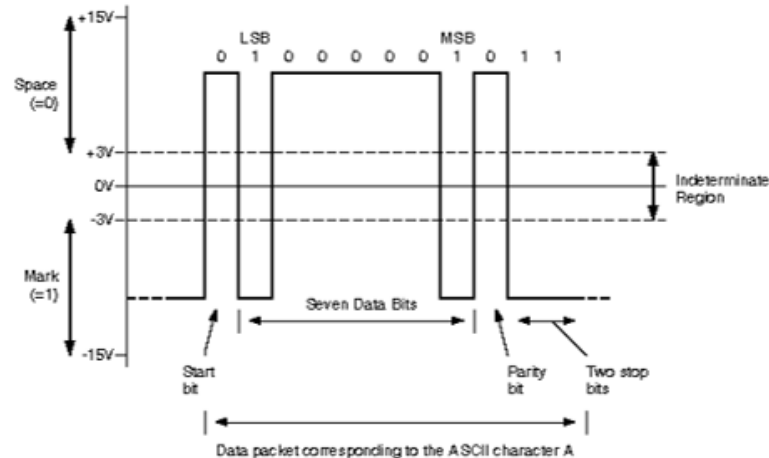 +15V
LSB MSB
0 1 0 0 0 0 0 1 0 1 1
Space
(=0)
+3V
0V
Indeterminate
Region
-3V
Mark
(=1)
Seven Data Bits
-15V
Start
bit
Parity
bit
Two stop
bits
Data packet corresponding to the ASCII character A